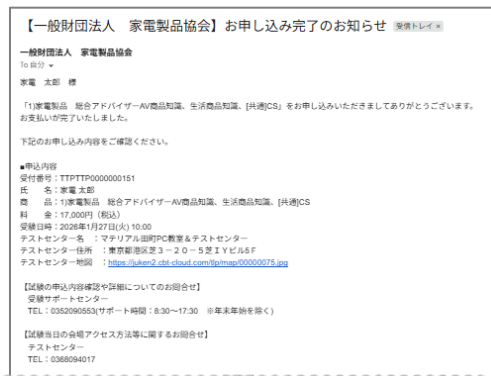 【一般財団法人　家電製品協会】お申し込み完了のお知らせ 受信トレイ ×
一般財団法人　家電製品協会
To 自分
家電　太郎　様
「1)家電製品　総合アドバイザーAV商品知識、生活商品知識、[共通]CS」をお申し込みいただきましてありがとうございます。
お支払いが完了いたしました。
下記のお申し込み内容をご確認ください。
■申込内容
受付番号：TTPTTP0000000151
氏　　名：家電 太郎
商　　品：1)家電製品　総合アドバイザーAV商品知識、生活商品知識、[共通]CS
料　　金：17,000円（税込）
受験日時：2026年1月27日(火) 10:00
テストセンター名　：マテリアル田町PC教室＆テストセンター
テストセンター住所　：東京都港区芝３－２０－５芝ＩＹビル5Ｆ
テストセンター地図　：https://juken2.cbt-cloud.com/tlp/map/00000075.jpg
【試験の申込内容確認や詳細についてのお問合せ】
受験サポートセンター
TEL：0352090553(サポート時間：8:30〜17:30　※年末年始を除く)
【試験当日の会場アクセス方法等に関するお問合せ】
テストセンター
TEL：0368094017